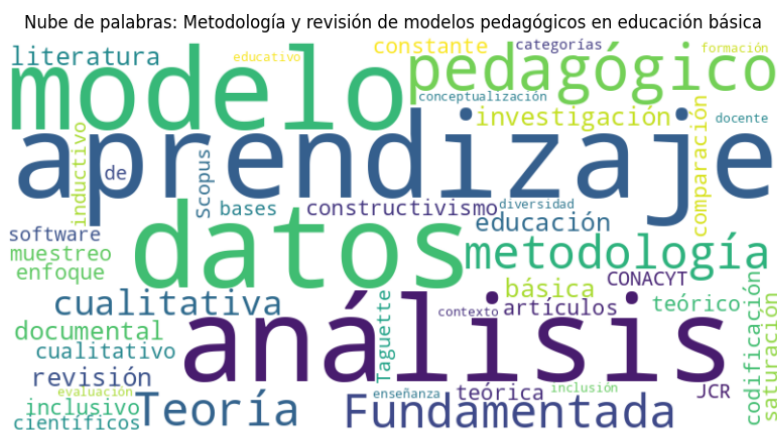 Nube de palabras: Metodología y revisión de modelos pedagógicos en educación básica
literatura
educativo
constante
categorías
formación
modelo
pedagógico
conceptualización
investigación
docente
aprendizaje
inductivo
de
Scopus
comparación
bases
constructivismo
diversidad
educación
datos
software
muestreo
enfoque
metodología
CONACYT
cualitativa
básica
artículos
teórico
análisis
contexto
Taguette
documental
cualitativo
revisión
codificación
saturación
evaluación
inclusivo
científicos
Teoría
enseñanza
Fundamentada
teórica
inclusión
JCR